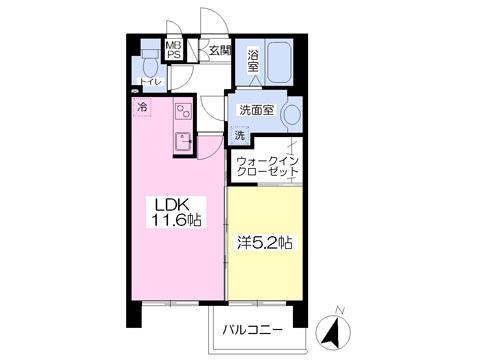 MB
PS
玄関
浴室
トイレ
冷
洗面室
洗
ウォークイン
クローゼット
LDK
11.6帖
洋5.2帖
バルコニー
N